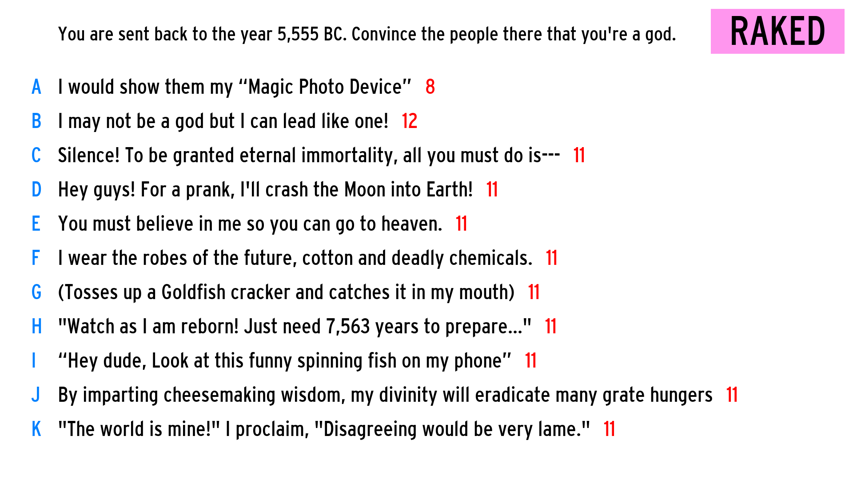 You are sent back to the year 5,555 BC. Convince the people there that you're a god.
RAKED
A I would show them my “Magic Photo Device” 8
B I may not be a god but I can lead like one! 12
C Silence! To be granted eternal immortality, all you must do is--- 11
D Hey guys! For a prank, I'll crash the Moon into Earth! 11
E You must believe in me so you can go to heaven. 11
F I wear the robes of the future, cotton and deadly chemicals. 11
G (Tosses up a Goldfish cracker and catches it in my mouth) 11
H "Watch as I am reborn! Just need 7,563 years to prepare..." 11
I “Hey dude, Look at this funny spinning fish on my phone” 11
J By imparting cheesemaking wisdom, my divinity will eradicate many grate hungers 11
K "The world is mine!" I proclaim, "Disagreeing would be very lame." 11